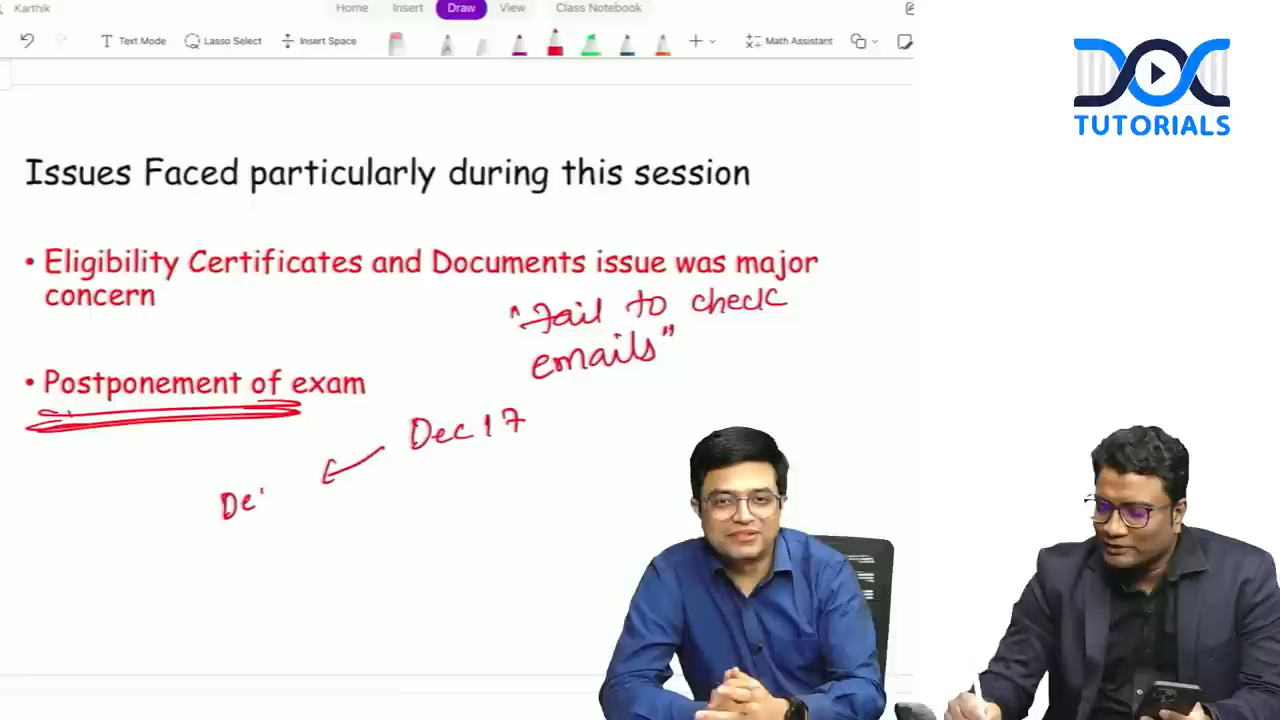 Karthik
Home Insert Draw View Class Notebook
Text Mode Lasso Select Insert Space Math Assistant
DOC
TUTORIALS
Issues Faced particularly during this session
• Eligibility Certificates and Documents issue was major
concern
"Fail to check
emails"
• Postponement of exam
Dec 17
De